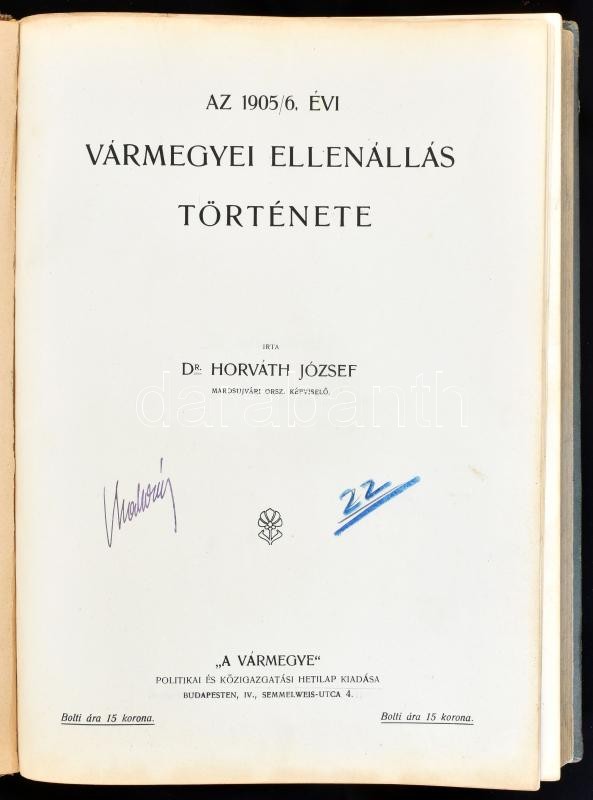 AZ 1905/6. ÉVI
VÁRMEGYEI ELLENÁLLÁS
TÖRTÉNETE
IRTA
DR. HORVÁTH JÓZSEF
MAROSUJVÁRI ORSZ. KÉPVISELŐ.
darabanth
22
„A VÁRMEGYE“
POLITIKAI ÉS KÖZIGAZGATÁSI HETILAP KIADÁSA
BUDAPESTEN, IV., SEMMELWEIS-UTCA 4.
Bolti ára 15 korona.
Bolti ára 15 korona.